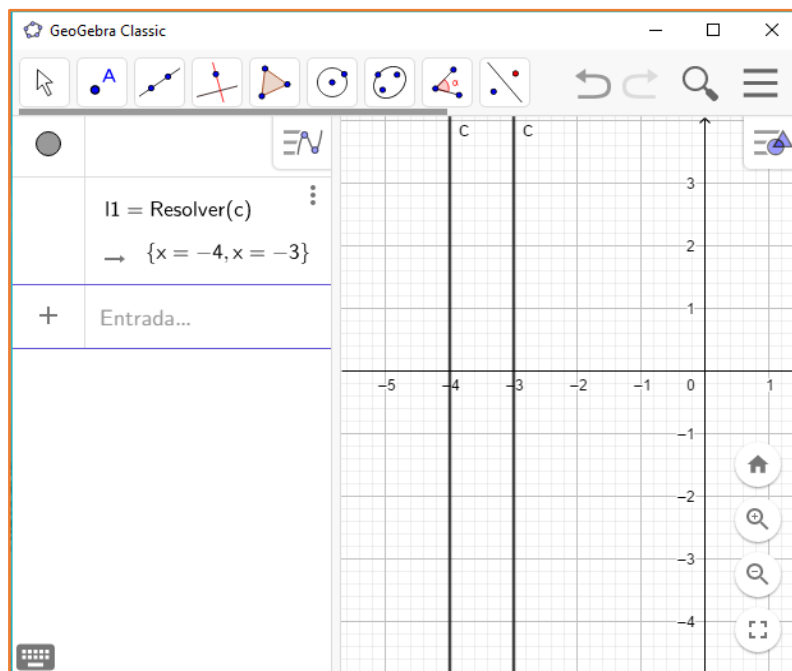 GeoGebra Classic
A
α
l1 = Resolver(c)
→ {x = −4, x = −3}
+ Entrada...
c c
3
2
1
−5 −4 −3 −2 −1 0 1
−1
−2
−3
−4